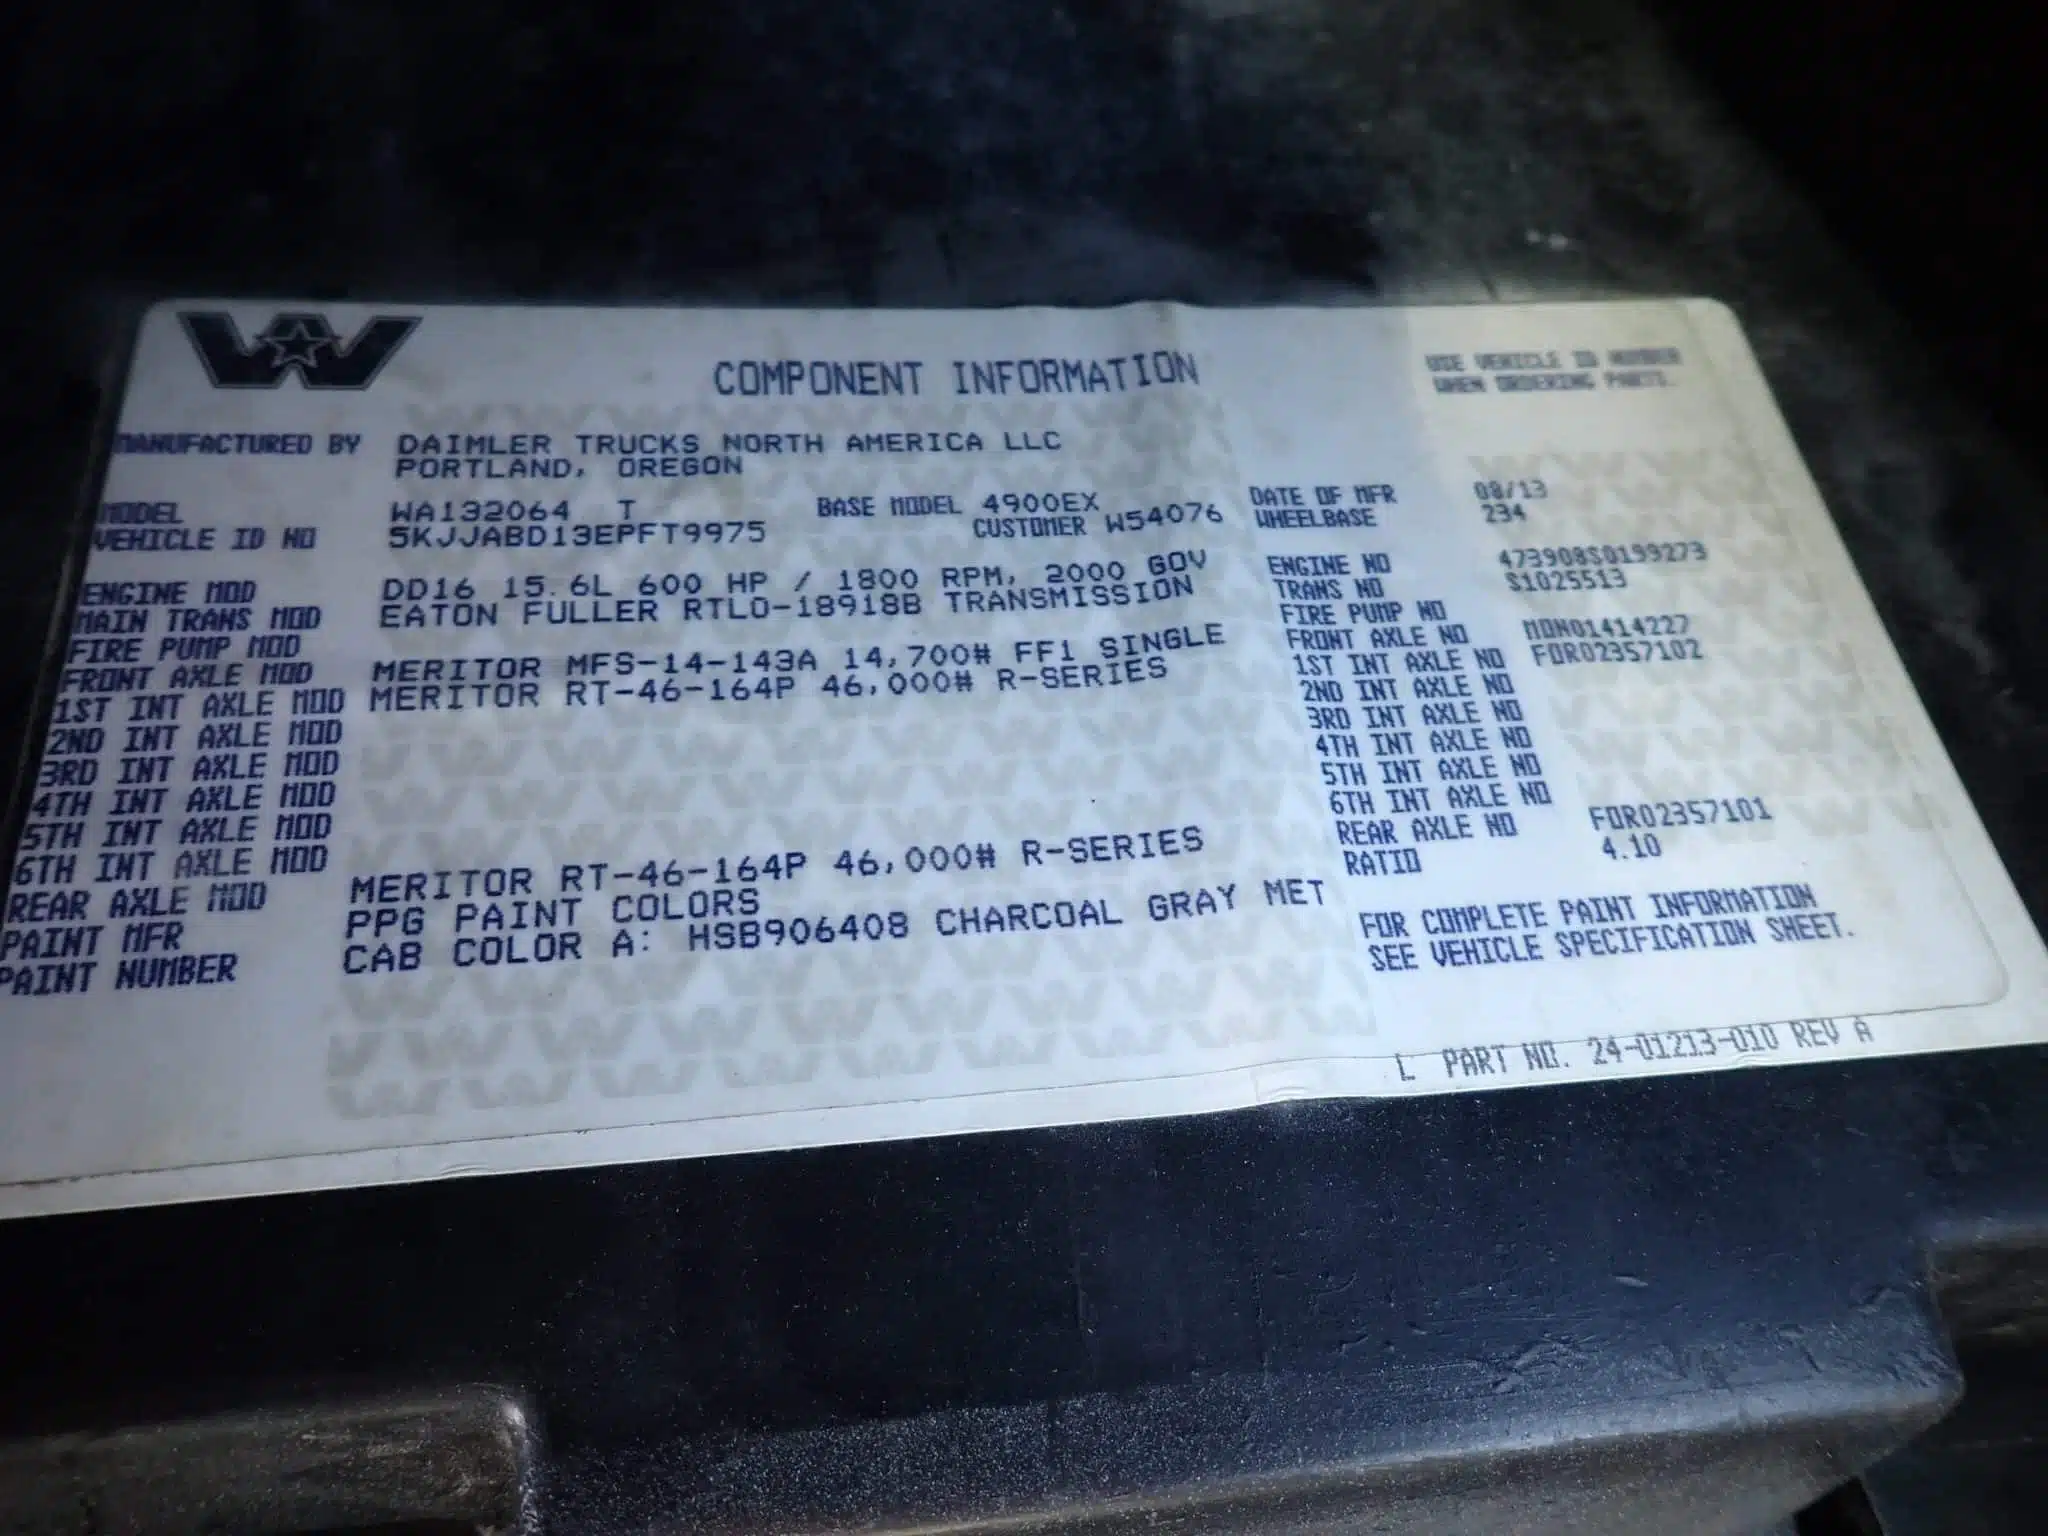 COMPONENT INFORMATION
USE VEHICLE ID NUMBER
WHEN ORDERING PARTS.
MANUFACTURED BY DAIMLER TRUCKS NORTH AMERICA LLC
PORTLAND, OREGON
MODEL WA132064 T BASE MODEL 4900EX DATE OF MFR 08/13
VEHICLE ID NO 5KJJABD13EPFT9975 CUSTOMER W54076 WHEELBASE 234
ENGINE MOD DD16 15.6L 600 HP / 1800 RPM, 2000 GOV ENGINE NO 473908S0199273
MAIN TRANS MOD EATON FULLER RTLO-18918B TRANSMISSION TRANS NO S1025513
FIRE PUMP MOD FIRE PUMP NO
FRONT AXLE MOD MERITOR MFS-14-143A 14,700# FF1 SINGLE FRONT AXLE NO MON01414227
1ST INT AXLE MOD MERITOR RT-46-164P 46,000# R-SERIES 1ST INT AXLE NO FOR02357102
2ND INT AXLE MOD 2ND INT AXLE NO
3RD INT AXLE MOD 3RD INT AXLE NO
4TH INT AXLE MOD 4TH INT AXLE NO
5TH INT AXLE MOD 5TH INT AXLE NO
6TH INT AXLE MOD 6TH INT AXLE NO
REAR AXLE MOD MERITOR RT-46-164P 46,000# R-SERIES REAR AXLE NO FOR02357101
PAINT MFR PPG PAINT COLORS RATIO 4.10
PAINT NUMBER CAB COLOR A: HSB906408 CHARCOAL GRAY MET
FOR COMPLETE PAINT INFORMATION
SEE VEHICLE SPECIFICATION SHEET.
L PART NO. 24-01213-010 REV A